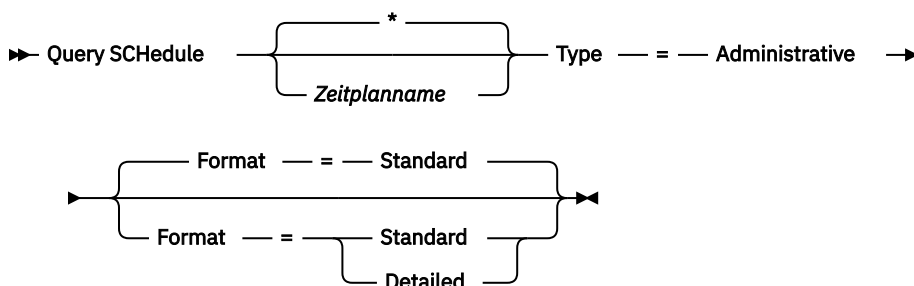 *
Query SCHedule Type = Administrative
Zeitplanname
Format = Standard
Format = Standard
Detailed